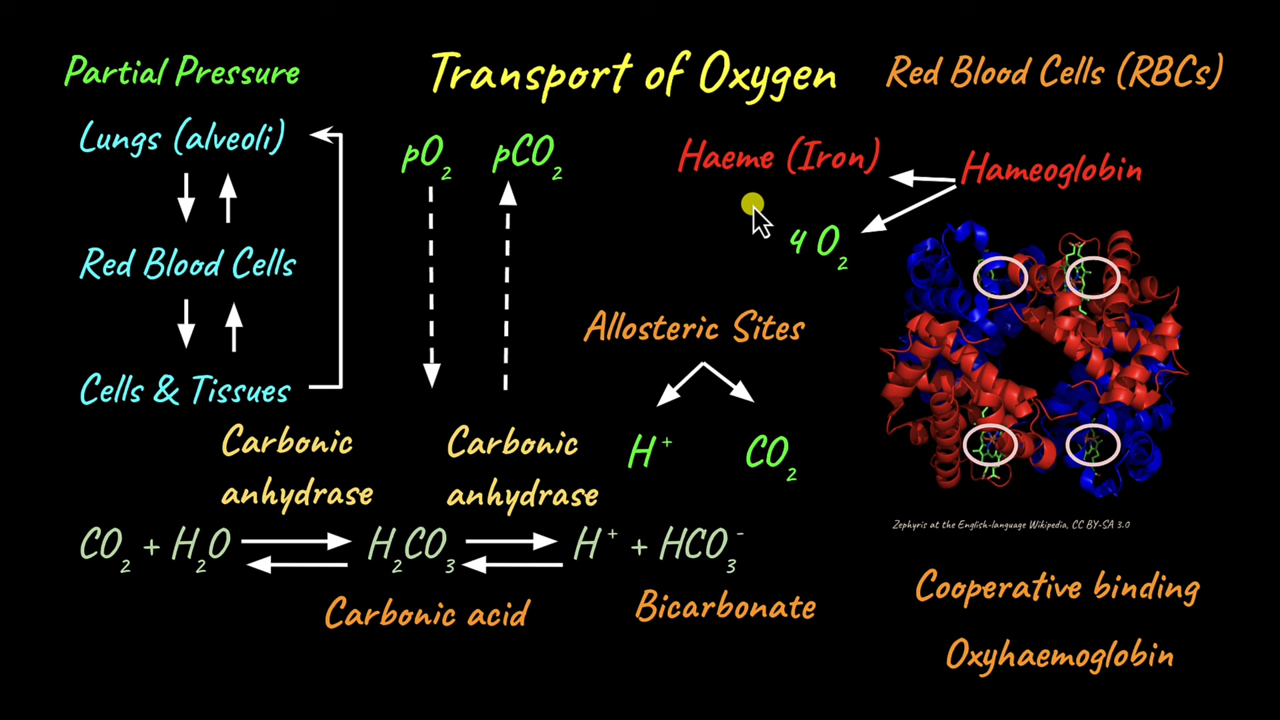 Transport of Oxygen
Partial Pressure
Lungs (alveoli)
Red Blood Cells
Cells & Tissues
pO₂ pCO₂
Red Blood Cells (RBCs)
Haeme (Iron)
Hameoglobin
4 O₂
Allosteric Sites
H⁺ CO₂
Carbonic
anhydrase
Carbonic
anhydrase
CO₂ + H₂O H₂CO₃ H⁺ + HCO₃⁻
Carbonic acid
Bicarbonate
Zephyris at the English-language Wikipedia, CC BY-SA 3.0
Cooperative binding
Oxyhaemoglobin